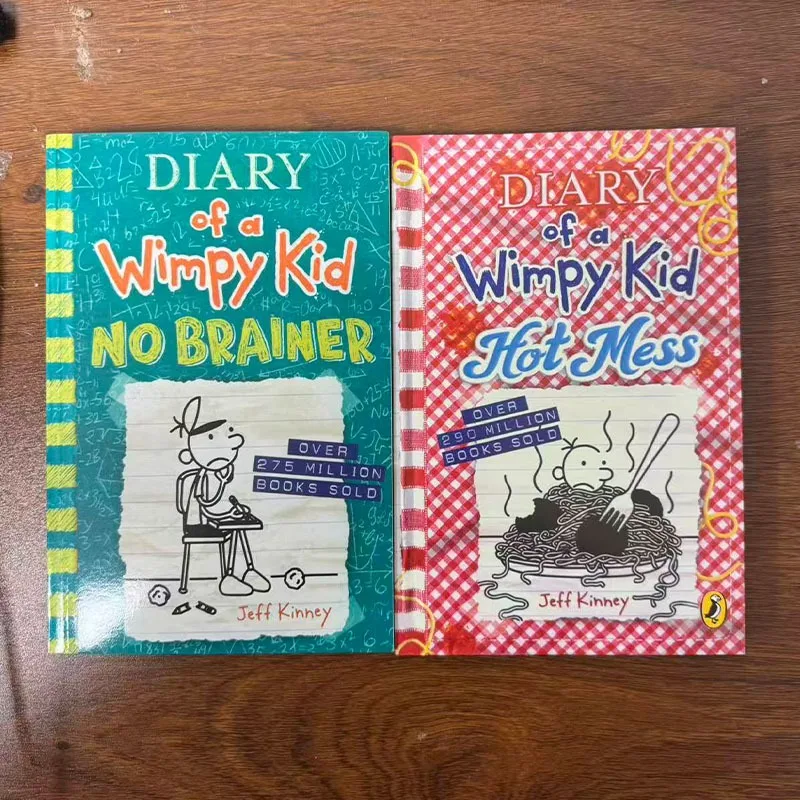 DIARY
of a
Wimpy Kid
NO BRAINER
OVER
275 MILLION
BOOKS SOLD
Jeff Kinney
DIARY
of a
Wimpy Kid
Hot Mess
OVER
290 MILLION
BOOKS SOLD
Jeff Kinney